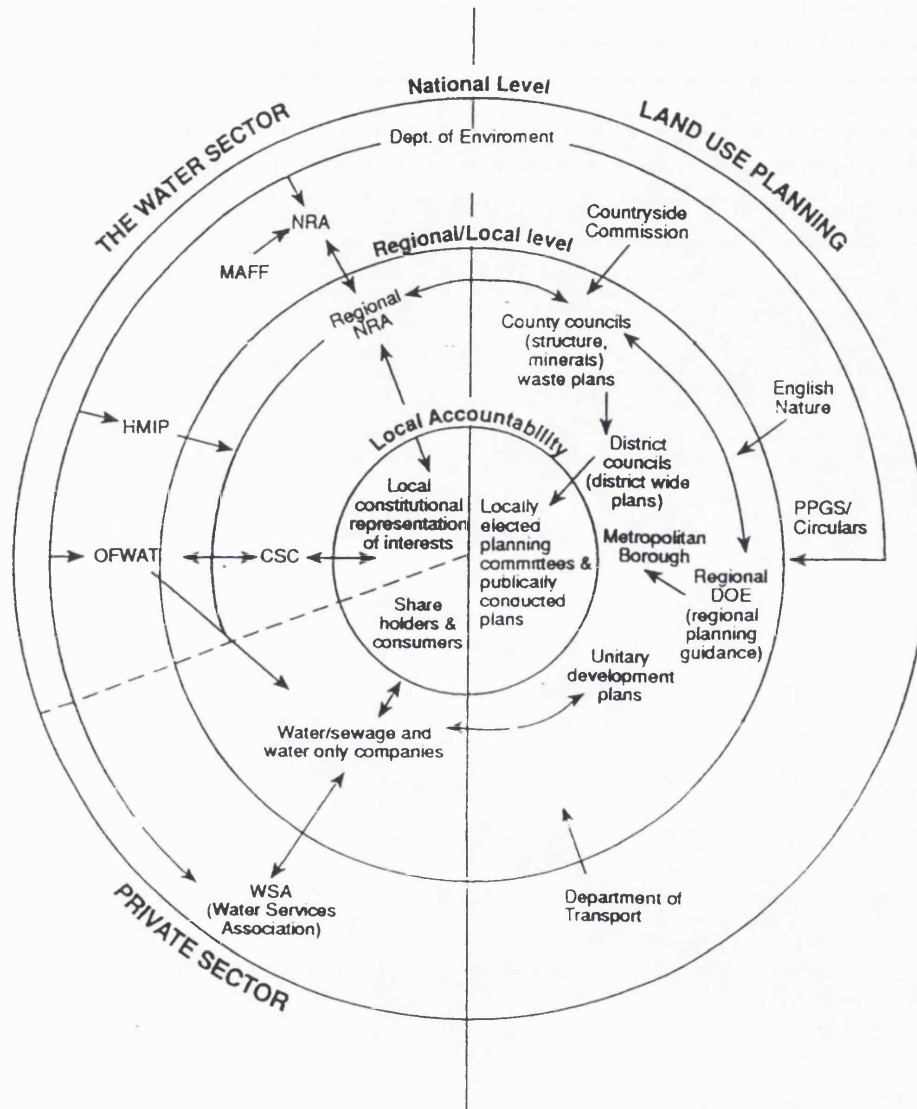 National Level
THE WATER SECTOR
LAND USE PLANNING
Dept. of Enviroment
NRA
MAFF
Countryside
Commission
Regional/Local level
Regional
NRA
County councils
(structure,
minerals)
waste plans
English
Nature
HMIP
Local Accountability
District
councils
(district wide
plans)
Local
constitutional
representation
of interests
Locally
elected
planning
committees &
publically
conducted
plans
PPGS/
Circulars
OFWAT
CSC
Metropolitan
Borough
Regional
DOE
(regional
planning
guidance)
Share
holders &
consumers
Unitary
development
plans
Water/sewage and
water only companies
WSA
(Water Services
Association)
Department of
Transport
PRIVATE SECTOR